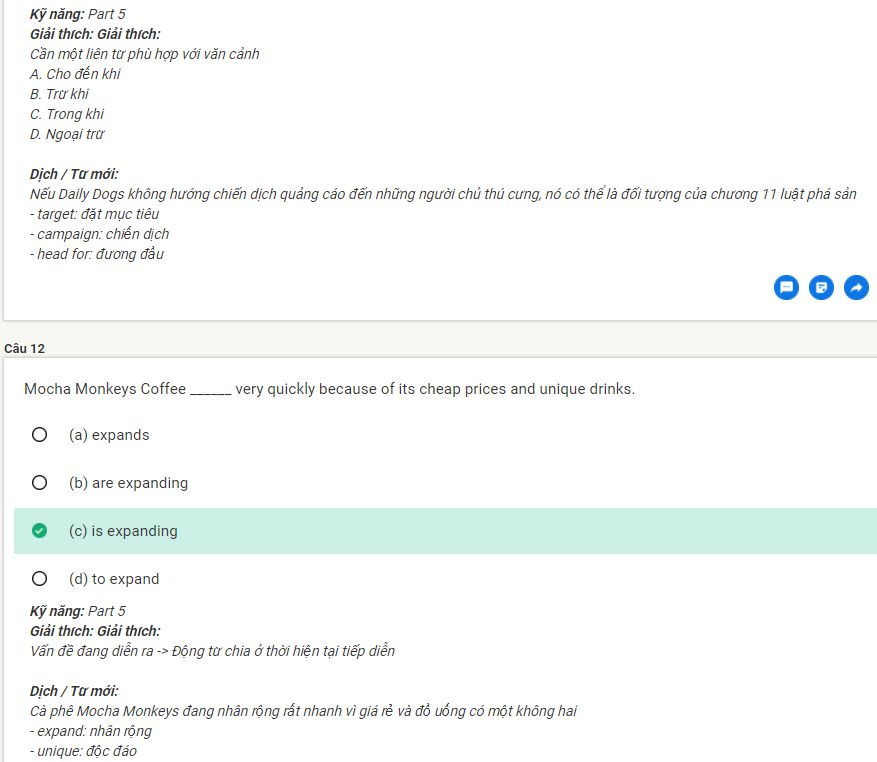 Kỹ năng: Part 5
Giải thích: Giải thích:
Cần một liên từ phù hợp với văn cảnh
A. Cho đến khi
B. Trừ khi
C. Trong khi
D. Ngoại trừ
Dịch / Từ mới:
Nếu Daily Dogs không hướng chiến dịch quảng cáo đến những người chủ thú cưng, nó có thể là đối tượng của chương 11 luật phá sản
- target: đặt mục tiêu
- campaign: chiến dịch
- head for: đương đầu
Câu 12
Mocha Monkeys Coffee ______ very quickly because of its cheap prices and unique drinks.
(a) expands
(b) are expanding
(c) is expanding
(d) to expand
Kỹ năng: Part 5
Giải thích: Giải thích:
Vấn đề đang diễn ra -> Động từ chia ở thời hiện tại tiếp diễn
Dịch / Từ mới:
Cà phê Mocha Monkeys đang nhân rộng rất nhanh vì giá rẻ và đồ uống có một không hai
- expand: nhân rộng
- unique: độc đáo